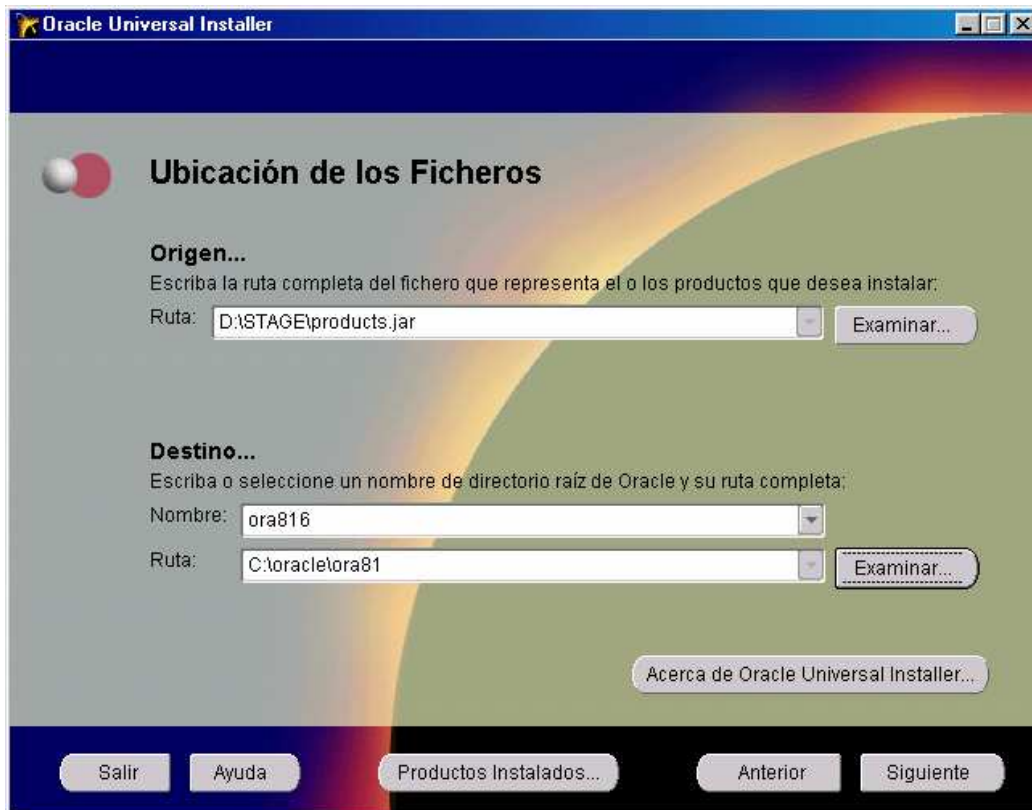 Oracle Universal Installer
Ubicación de los Ficheros
Origen...
Escriba la ruta completa del fichero que representa el o los productos que desea instalar:
Ruta: D:\STAGE\products.jar Examinar...
Destino...
Escriba o seleccione un nombre de directorio raíz de Oracle y su ruta completa:
Nombre: ora816
Ruta: C:\oracle\ora81 Examinar...
Acerca de Oracle Universal Installer...
Salir Ayuda Productos Instalados... Anterior Siguiente